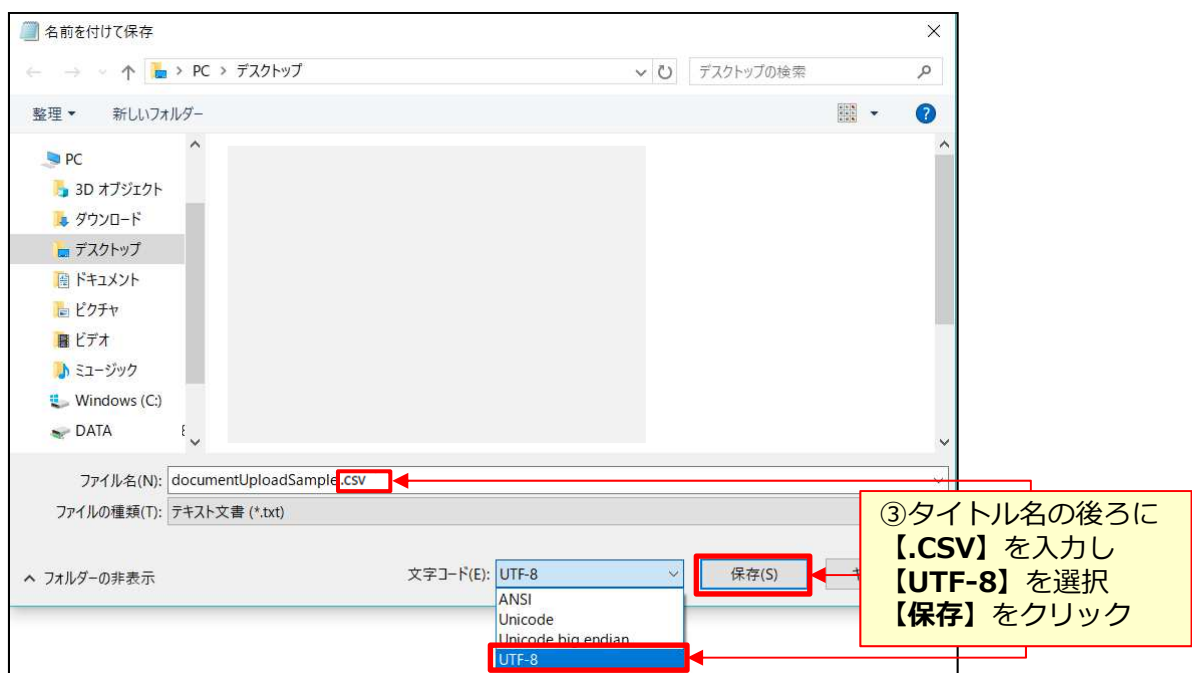 名前を付けて保存
PC > デスクトップ
デスクトップの検索
整理
新しいフォルダー
PC
3D オブジェクト
ダウンロード
デスクトップ
ドキュメント
ピクチャ
ビデオ
ミュージック
Windows (C:)
DATA
ファイル名(N): documentUploadSample.csv
ファイルの種類(T): テキスト文書 (*.txt)
フォルダーの非表示
文字コード(E): UTF-8
保存(S)
ANSI
Unicode
Unicode big endian
UTF-8
③タイトル名の後ろに
【.CSV】を入力し
【UTF-8】を選択
【保存】をクリック